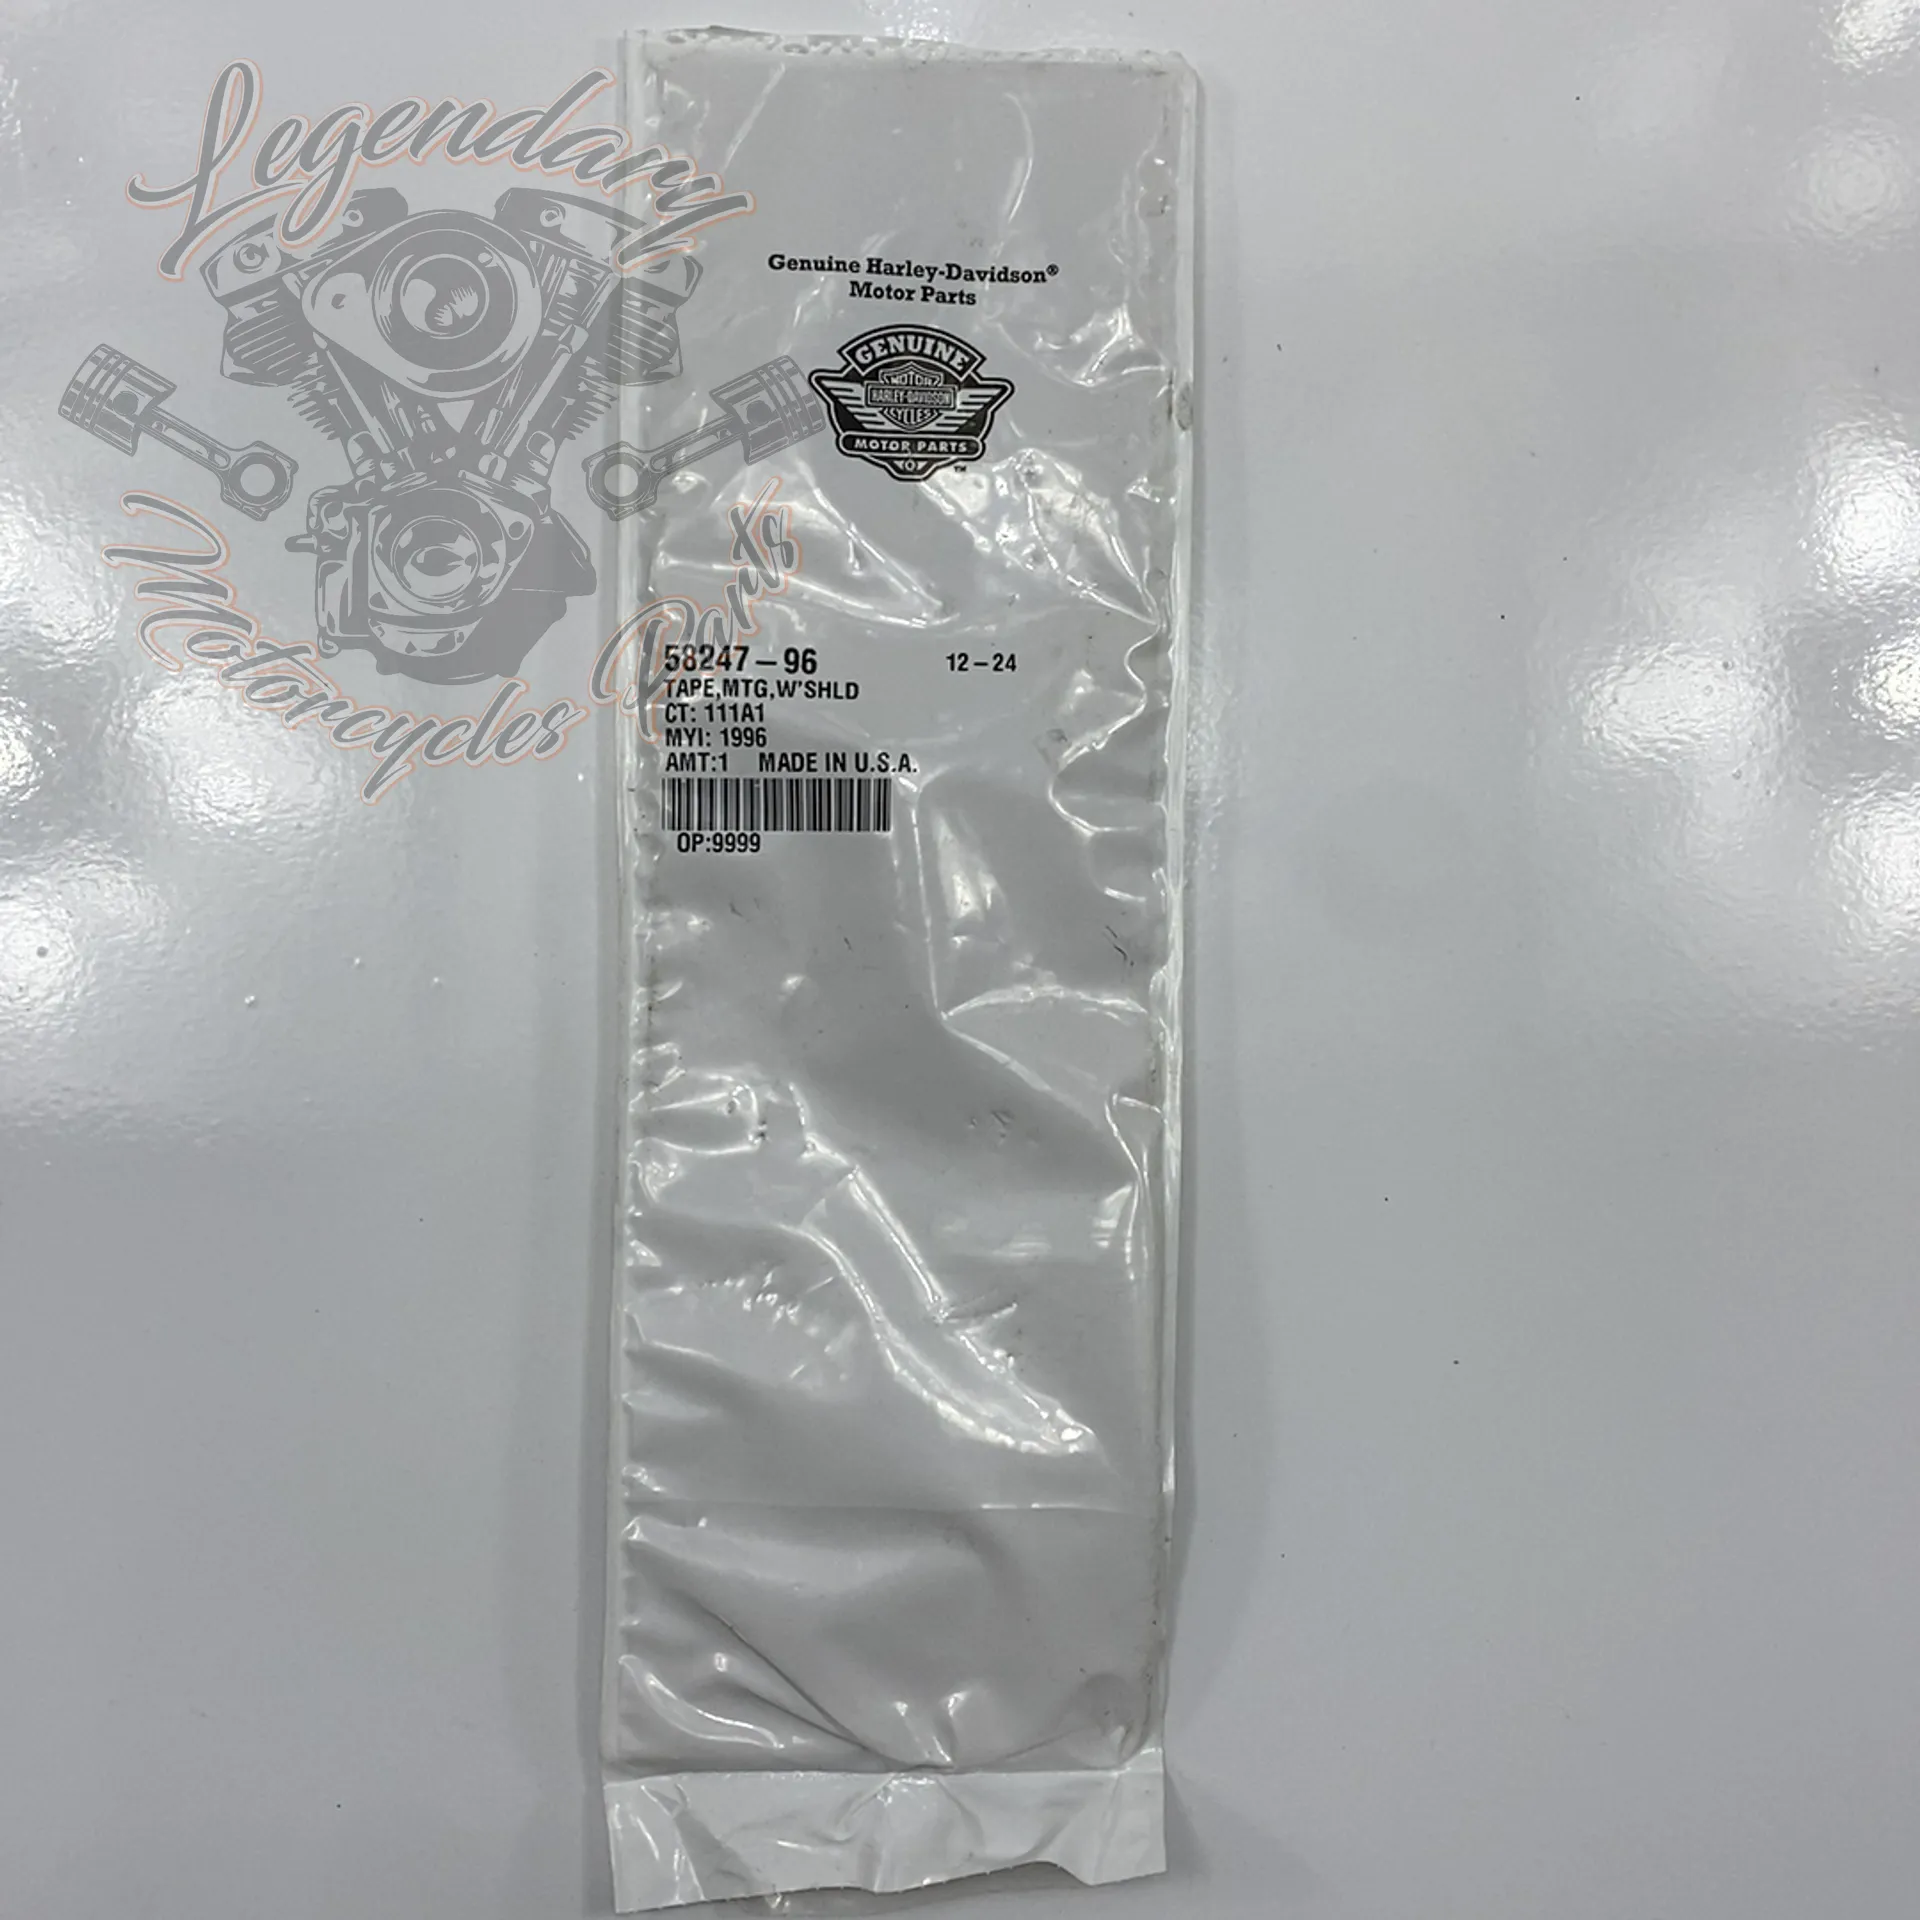 Legendary
Motorcycles Parts
Genuine Harley-Davidson®
Motor Parts
GENUINE
MOTOR
HARLEY-DAVIDSON
CYCLES
MOTOR PARTS
™
58247-96 12-24
TAPE,MTG,W'SHLD
CT: 111A1
MYI: 1996
AMT:1 MADE IN U.S.A.
OP:9999